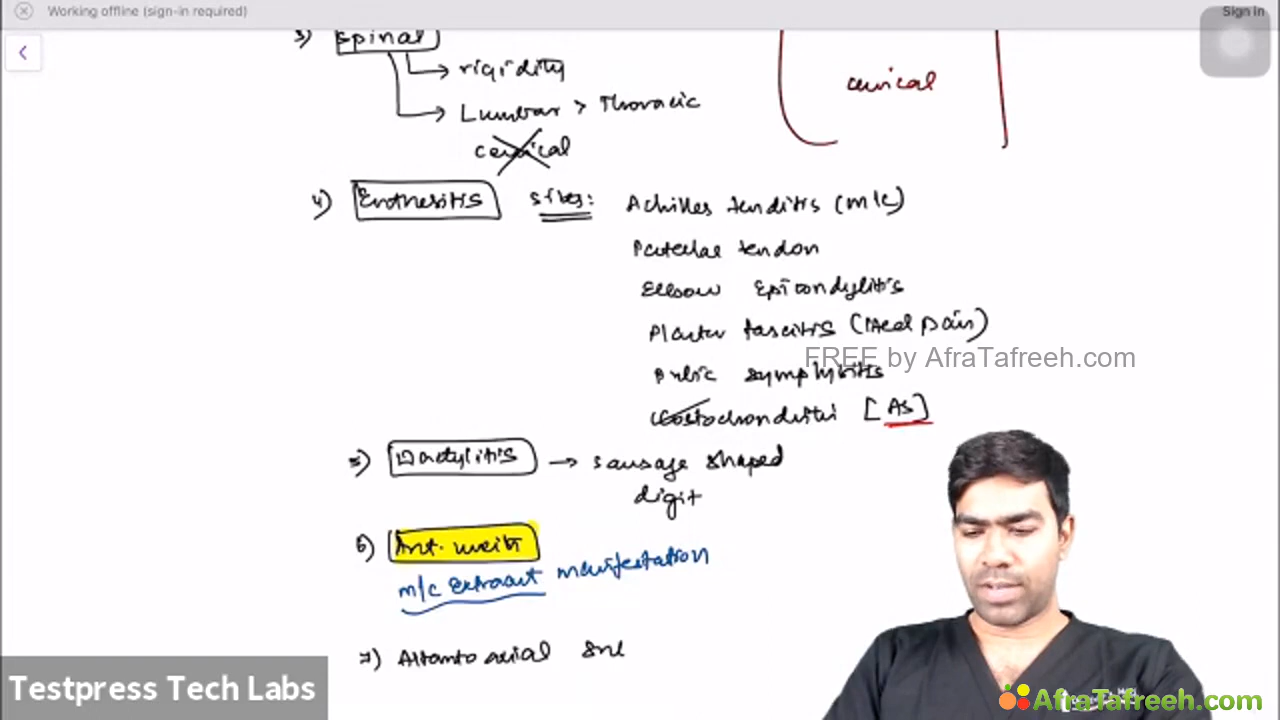 Working offline (sign-in required)
Sign in
3) Spinal
rigidity
Lumbar > Thoracic
cervical
cervical
4) Enthesitis sites: Achilles tenditis (m/c)
Patellar tendon
Elbow Epicondylitis
Plantar fascitis (Heel pain)
FREE by AfraTafreeh.com
Pubic symphysitis
Costochondritis [AS]
5) Dactylitis → sausage shaped
digit
6) Ant. uveitis
m/c Extraart manifestation
7) Atlanto axial
Testpress Tech Labs
AfraTafreeh.com